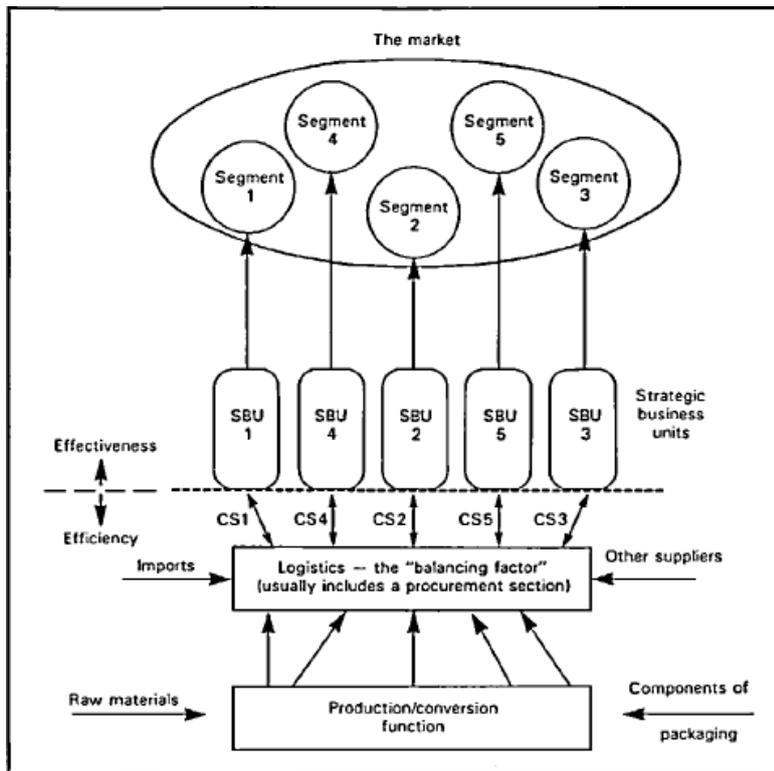 The market
Segment
4
Segment
5
Segment
1
Segment
3
Segment
2
SBU
1
SBU
4
SBU
2
SBU
5
SBU
3
Strategic
business
units
Effectiveness
Efficiency
CS1
CS4
CS2
CS5
CS3
Imports
Logistics — the "balancing factor"
(usually includes a procurement section)
Other suppliers
Raw materials
Production/conversion
function
Components of
packaging